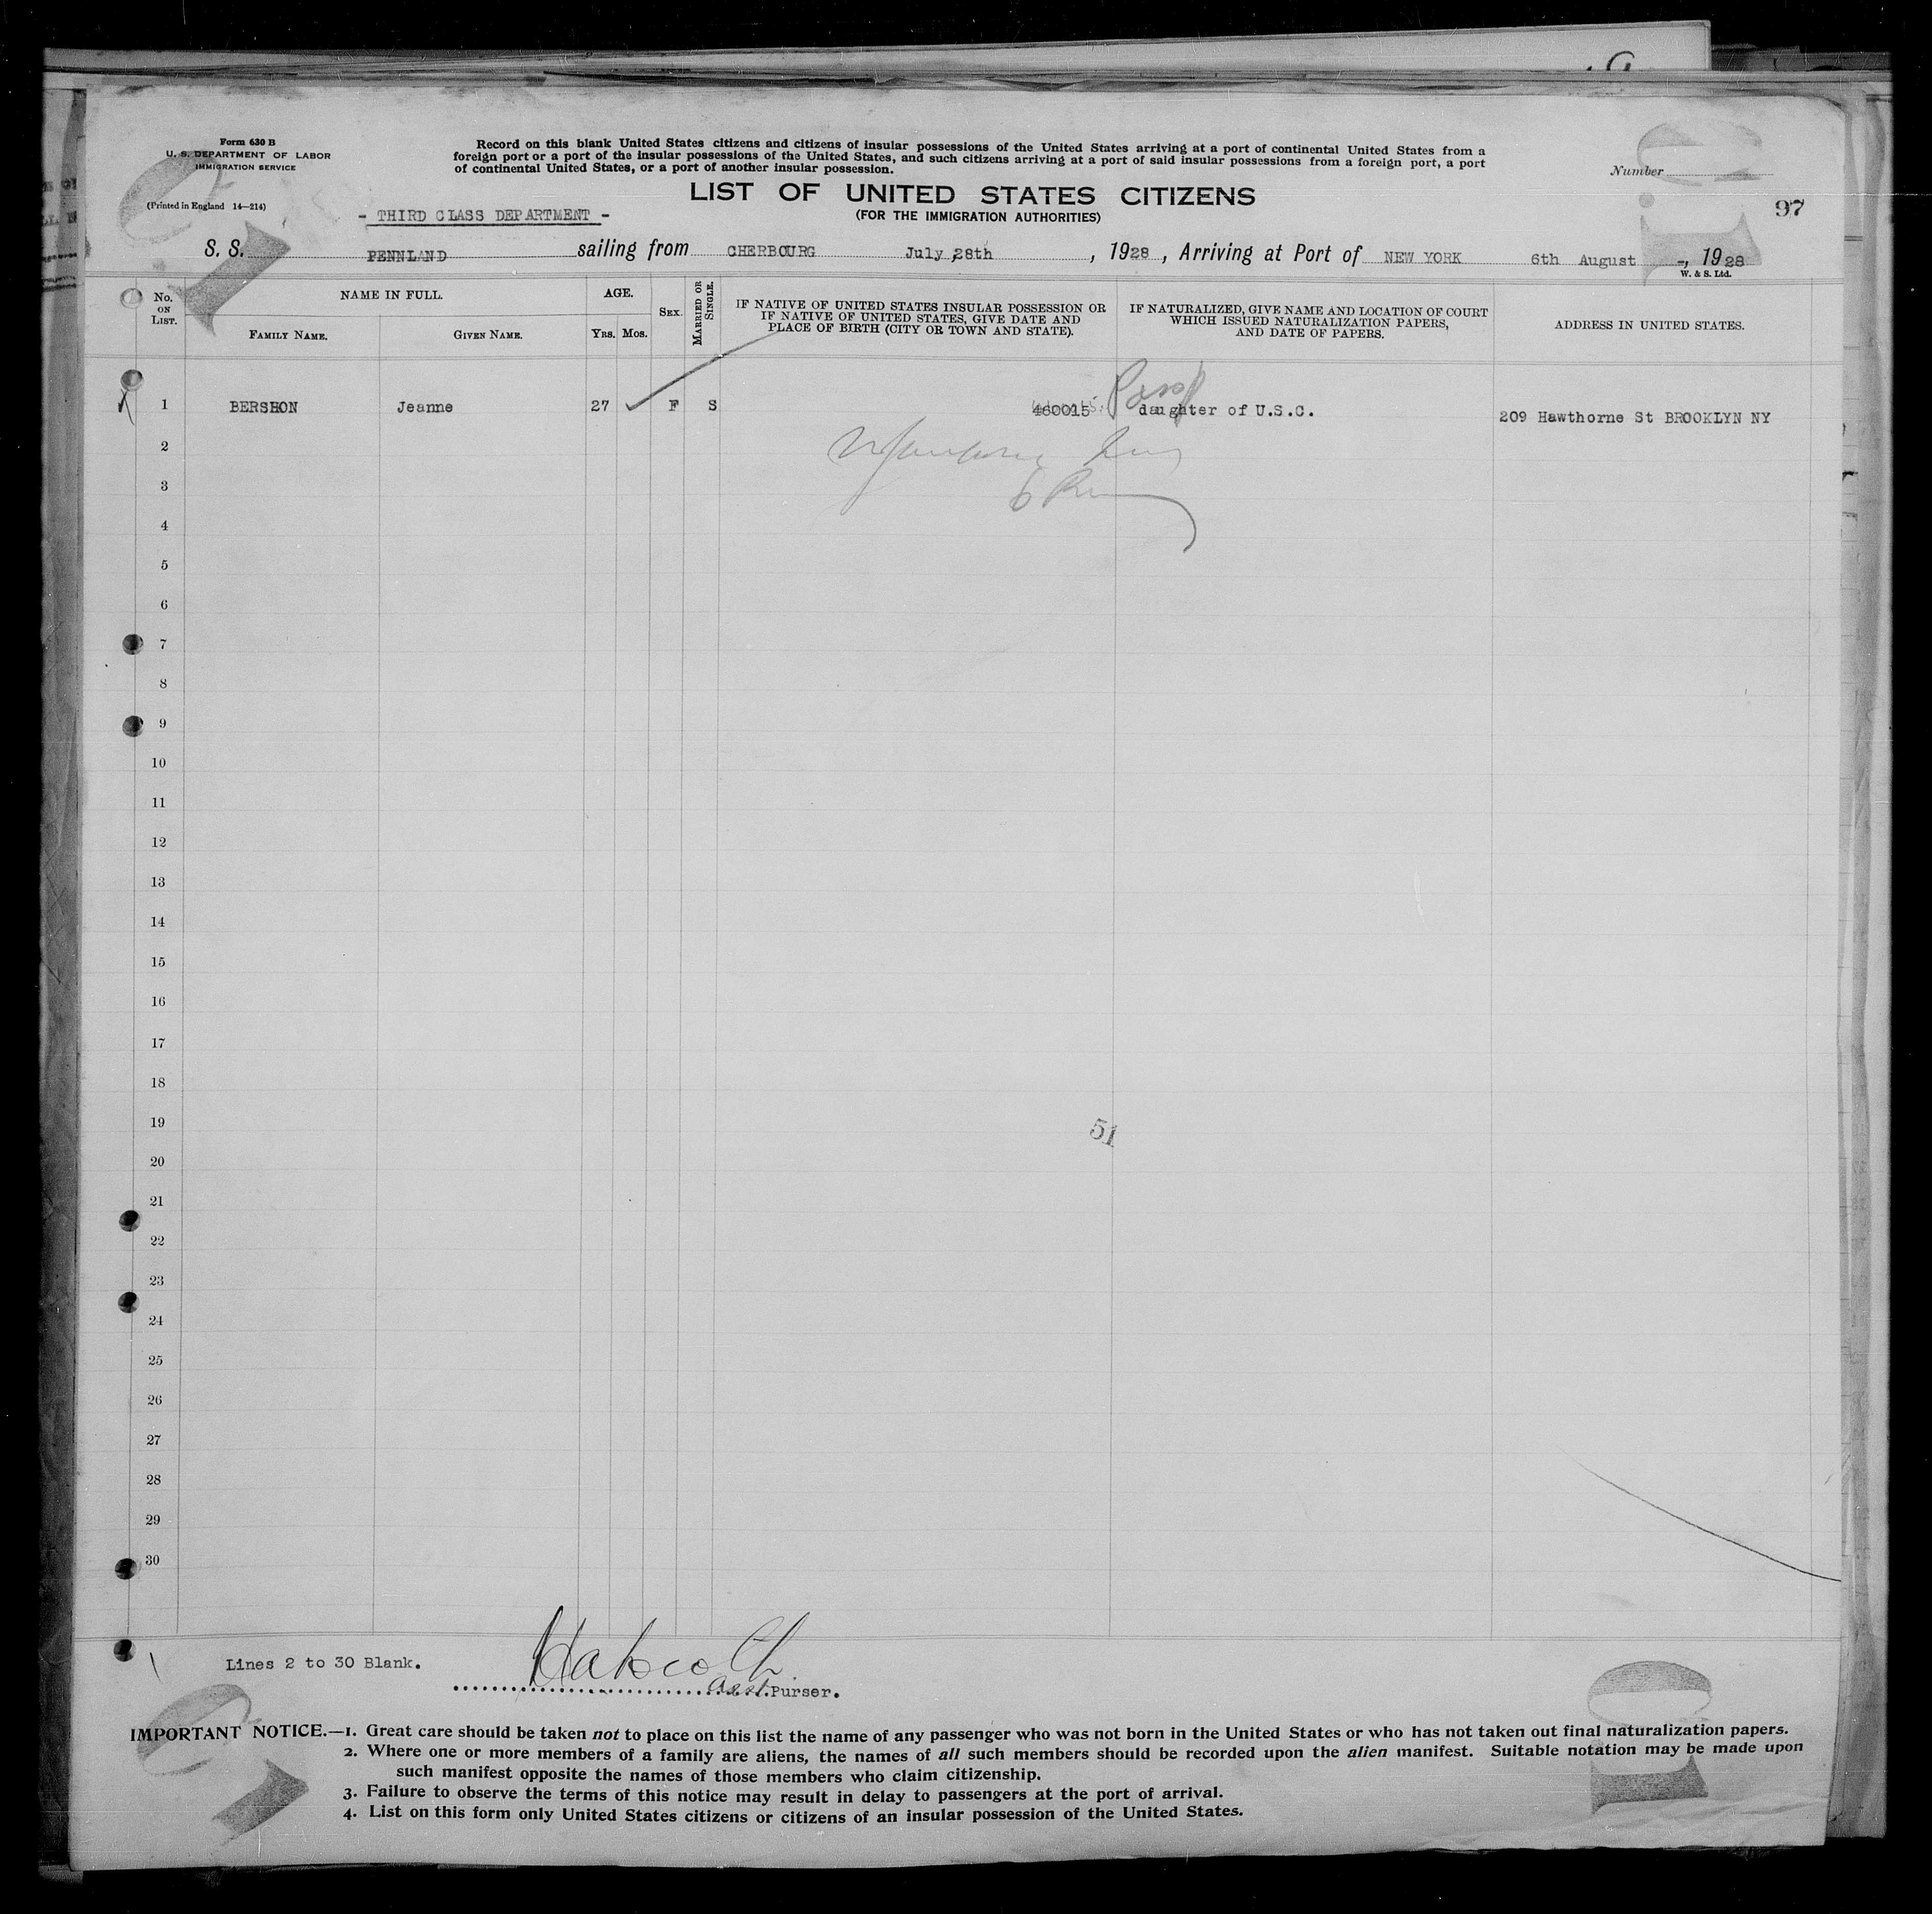 Form 630 B
U. S. DEPARTMENT OF LABOR
IMMIGRATION SERVICE
(Printed in England 14—214)
Record on this blank United States citizens and citizens of insular possessions of the United States arriving at a port of continental United States from a
foreign port or a port of the insular possessions of the United States, and such citizens arriving at a port of said insular possessions from a foreign port, a port
of continental United States, or a port of another insular possession.
Number
97
LIST OF UNITED STATES CITIZENS
(FOR THE IMMIGRATION AUTHORITIES)
- THIRD CLASS DEPARTMENT -
S. S. PENNLAND sailing from CHERBOURG July 28th, 1928, Arriving at Port of NEW YORK 6th August -, 1928
W. & S. Ltd.
No. ON LIST.
NAME IN FULL.
FAMILY NAME.
GIVEN NAME.
AGE.
YRS. MOS.
SEX.
MARRIED OR SINGLE.
IF NATIVE OF UNITED STATES INSULAR POSSESSION OR
IF NATIVE OF UNITED STATES, GIVE DATE AND
PLACE OF BIRTH (CITY OR TOWN AND STATE).
IF NATURALIZED, GIVE NAME AND LOCATION OF COURT
WHICH ISSUED NATURALIZATION PAPERS,
AND DATE OF PAPERS.
ADDRESS IN UNITED STATES.
1 BERSHON Jeanne 27 F S 460015 daughter of U.S.C. 209 Hawthorne St BROOKLYN NY
2
3
4
5
6
7
8
9
10
11
12
13
14
15
16
17
18
19
51
20
21
22
23
24
25
26
27
28
29
30
Lines 2 to 30 Blank.
Asst. Purser.
IMPORTANT NOTICE.—1. Great care should be taken not to place on this list the name of any passenger who was not born in the United States or who has not taken out final naturalization papers.
2. Where one or more members of a family are aliens, the names of all such members should be recorded upon the alien manifest. Suitable notation may be made upon
such manifest opposite the names of those members who claim citizenship.
3. Failure to observe the terms of this notice may result in delay to passengers at the port of arrival.
4. List on this form only United States citizens or citizens of an insular possession of the United States.